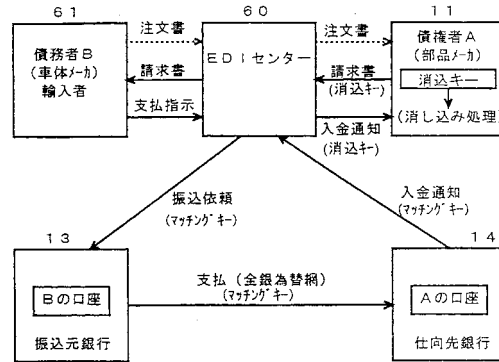 61
60
11
債務者B
(車体メーカ)
輸入者
注文書
請求書
支払指示
EDIセンター
注文書
請求書
(消込キー)
入金通知
(消込キー)
債権者A
(部品メーカ)
消込キー
(消し込み処理)
振込依頼
(マッチングキー)
入金通知
(マッチングキー)
13
14
Bの口座
振込元銀行
支払(全銀為替網)
(マッチングキー)
Aの口座
仕向先銀行